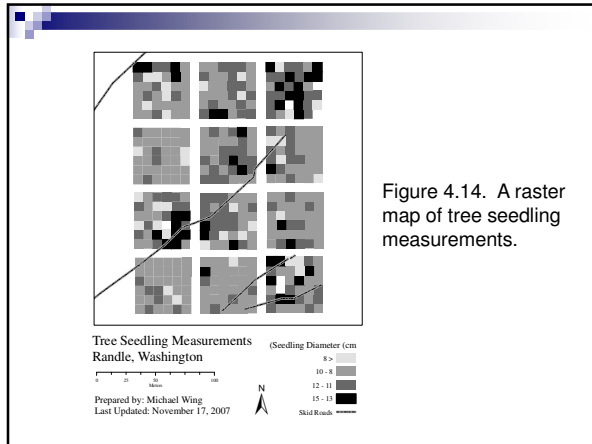 Figure 4.14. A raster
map of tree seedling
measurements.
Tree Seedling Measurements
Randle, Washington
0 25 50 100
Meters
Prepared by: Michael Wing
Last Updated: November 17, 2007
N
(Seedling Diameter (cm
8 >
10 - 8
12 - 11
15 - 13
Skid Roads